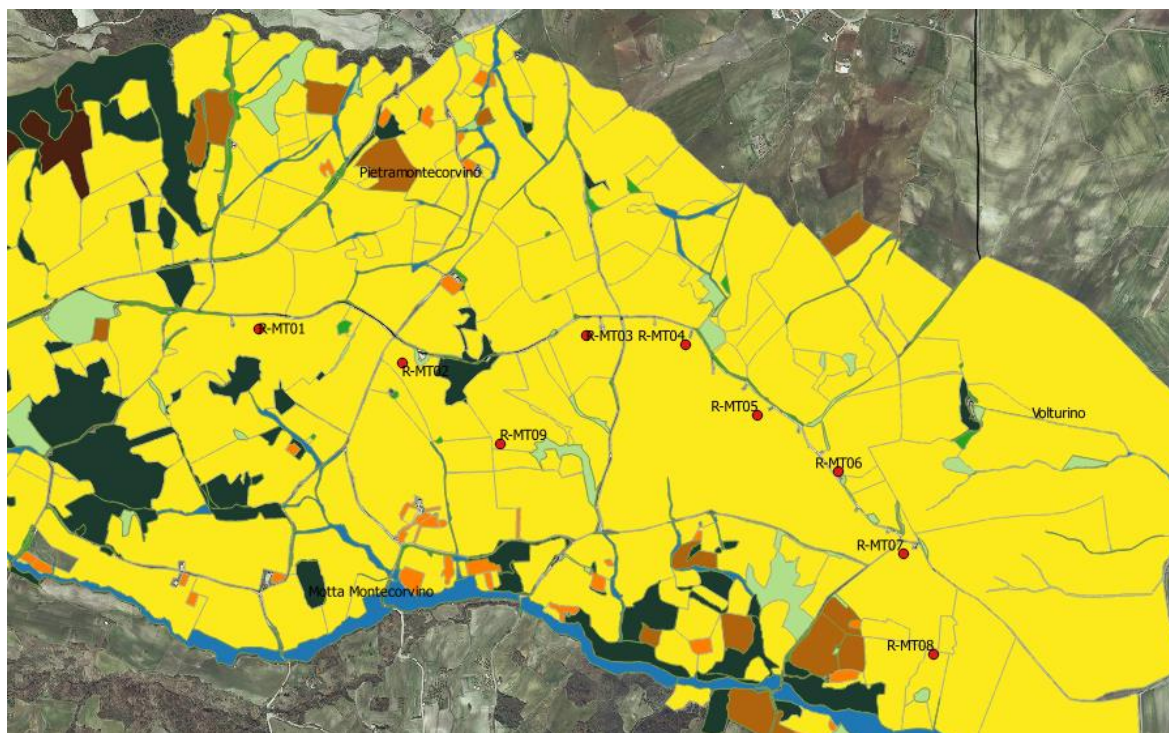 Pietramontecorvino
R-MT01
R-MT02
R-MT03
R-MT04
R-MT05
Volturino
R-MT09
R-MT06
R-MT07
Motta Montecorvino
R-MT08